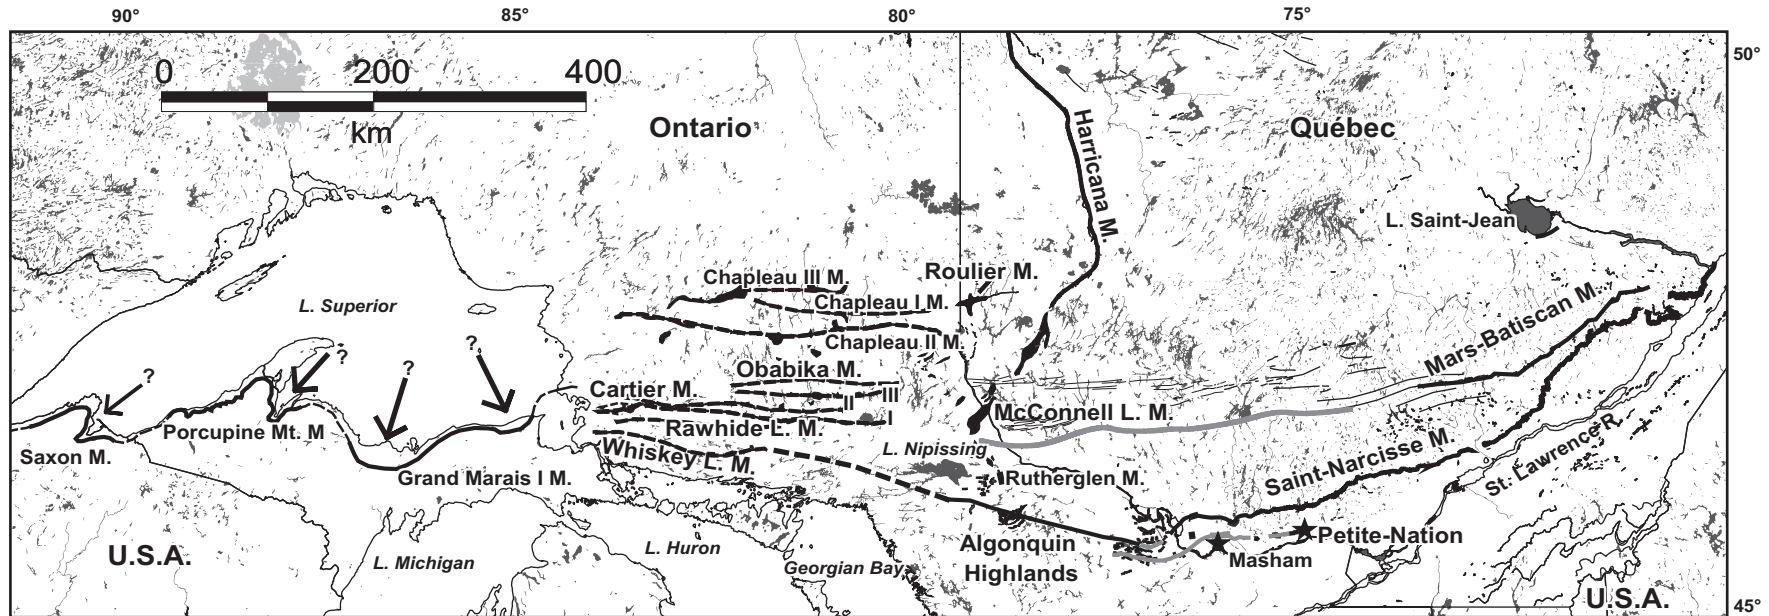 90° 85° 80° 75°
50°
0 200 400
km
Ontario
Québec
Harricana M.
L. Saint-Jean
Chapleau III M.
Roulier M.
Chapleau I M.
L. Superior
Chapleau II M.
Mars-Batiscan M.
?
?
?
?
Obabika M.
Cartier M.
III
II
I
McConnell L. M.
Rawhide L. M.
Porcupine Mt. M
Whiskey L. M.
L. Nipissing
Saxon M.
Grand Marais I M.
Rutherglen M.
Saint-Narcisse M.
St. Lawrence R.
Petite-Nation
Masham
Algonquin
Highlands
U.S.A.
L. Michigan
L. Huron
Georgian Bay
U.S.A.
45°